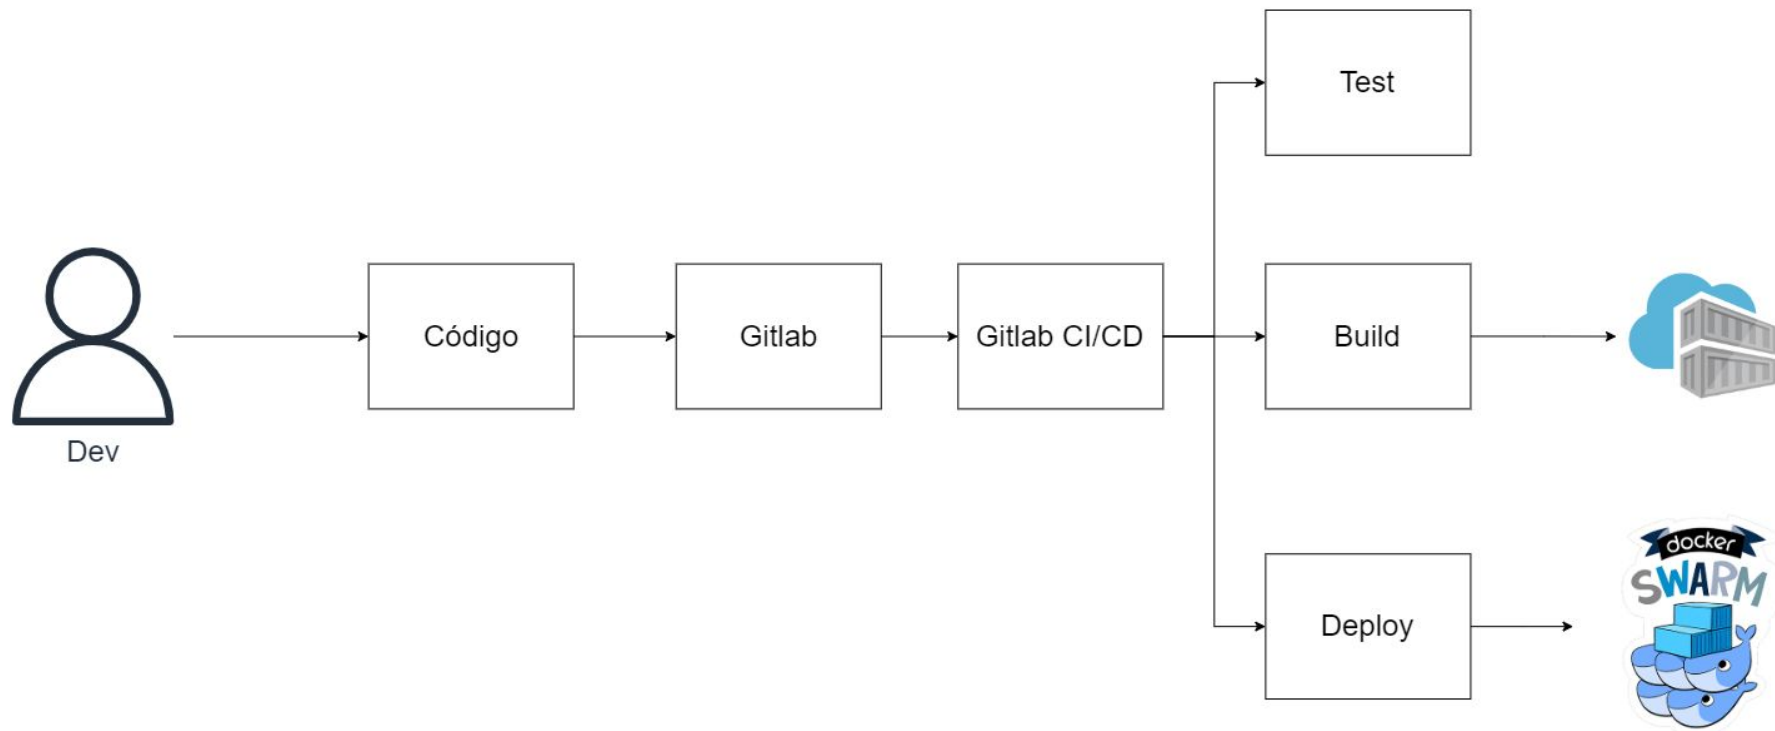 Test
Dev
Código
Gitlab
Gitlab CI/CD
Build
Deploy
docker
SWARM